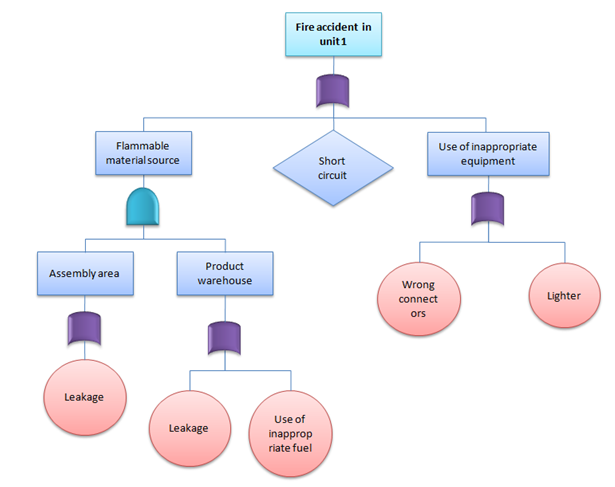 Fire accident in
unit 1
Flammable
material source
Short
circuit
Use of inappropriate
equipment
Assembly area
Product
warehouse
Wrong
connect
ors
Lighter
Leakage
Leakage
Use of
inapprop
riate fuel